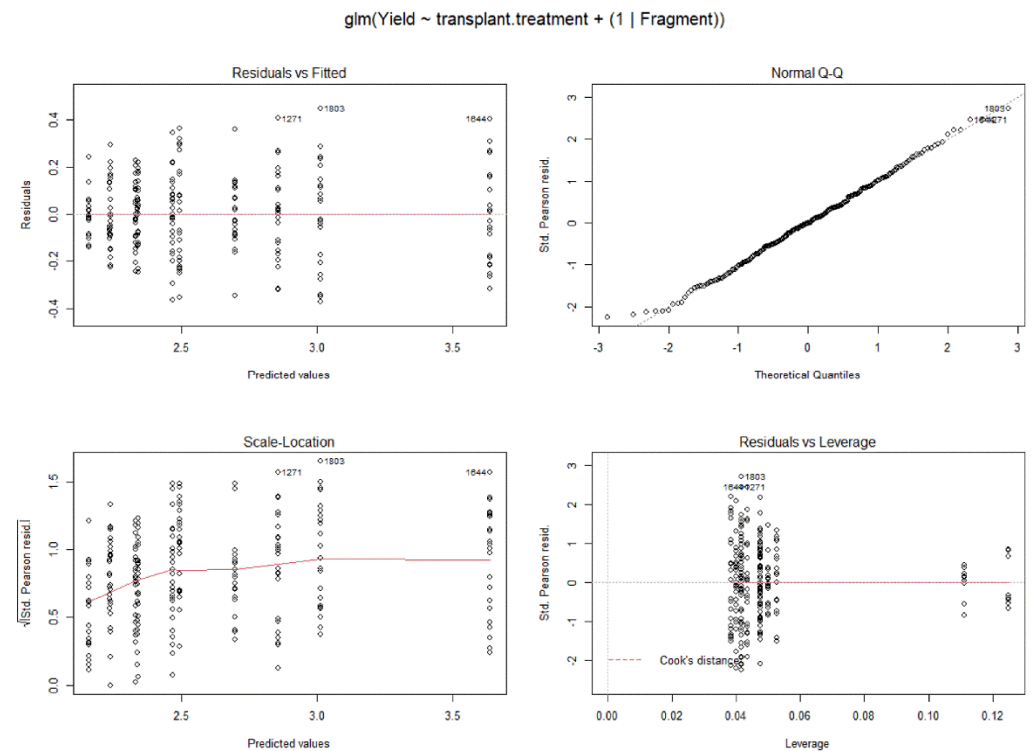 glm(Yield ~ transplant.treatment + (1 | Fragment))
Residuals vs Fitted
Residuals
0.4
0.2
0.0
-0.2
-0.4
1271
1803
1644
2.5 3.0 3.5
Predicted values
Normal Q-Q
Std. Pearson resid.
3
2
1
0
-1
-2
1803
1644
1271
-3 -2 -1 0 1 2 3
Theoretical Quantiles
Scale-Location
√|Std. Pearson resid.|
1.5
1.0
0.5
0.0
1271
1803
1644
2.5 3.0 3.5
Predicted values
Residuals vs Leverage
Std. Pearson resid.
3
2
1
0
-1
-2
1803
1644
1271
Cook's distance
0.00 0.02 0.04 0.06 0.08 0.10 0.12
Leverage